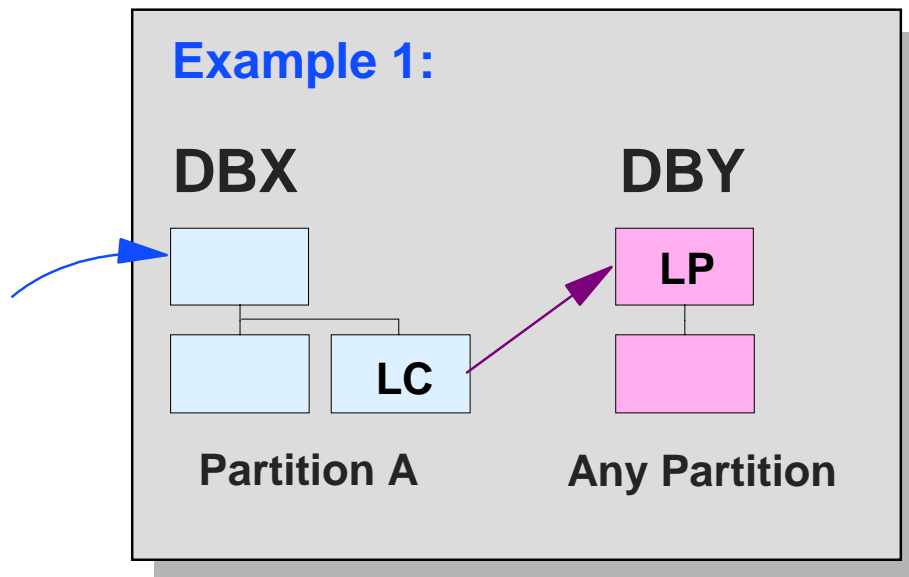 Example 1:
DBX
DBY
LP
LC
Partition A
Any Partition